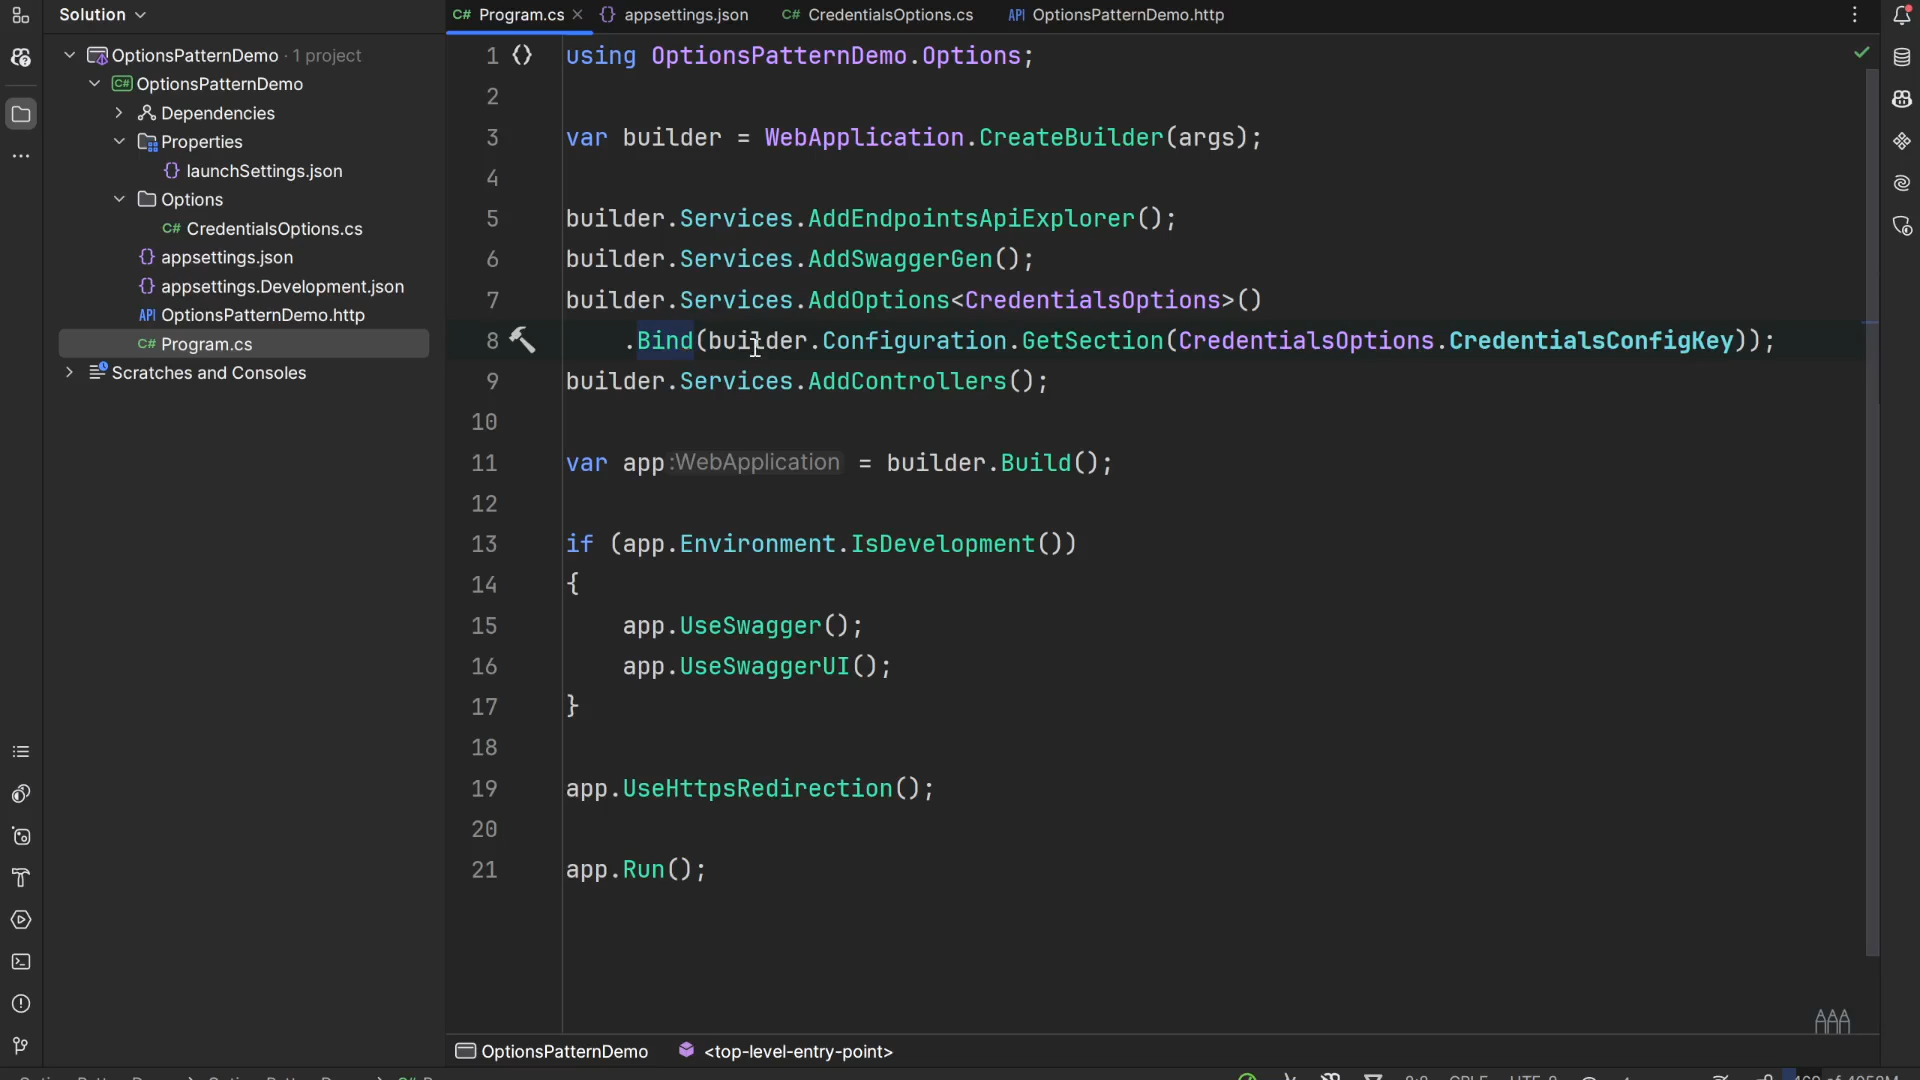 Solution
OptionsPatternDemo · 1 project
OptionsPatternDemo
Dependencies
Properties
launchSettings.json
Options
C# CredentialsOptions.cs
appsettings.json
appsettings.Development.json
API OptionsPatternDemo.http
C# Program.cs
Scratches and Consoles
C# Program.cs
{} appsettings.json
C# CredentialsOptions.cs
API OptionsPatternDemo.http
1 using OptionsPatternDemo.Options;
2
3 var builder = WebApplication.CreateBuilder(args);
4
5 builder.Services.AddEndpointsApiExplorer();
6 builder.Services.AddSwaggerGen();
7 builder.Services.AddOptions<CredentialsOptions>()
8 .Bind(builder.Configuration.GetSection(CredentialsOptions.CredentialsConfigKey));
9 builder.Services.AddControllers();
10
11 var app :WebApplication = builder.Build();
12
13 if (app.Environment.IsDevelopment())
14 {
15 app.UseSwagger();
16 app.UseSwaggerUI();
17 }
18
19 app.UseHttpsRedirection();
20
21 app.Run();
OptionsPatternDemo
<top-level-entry-point>